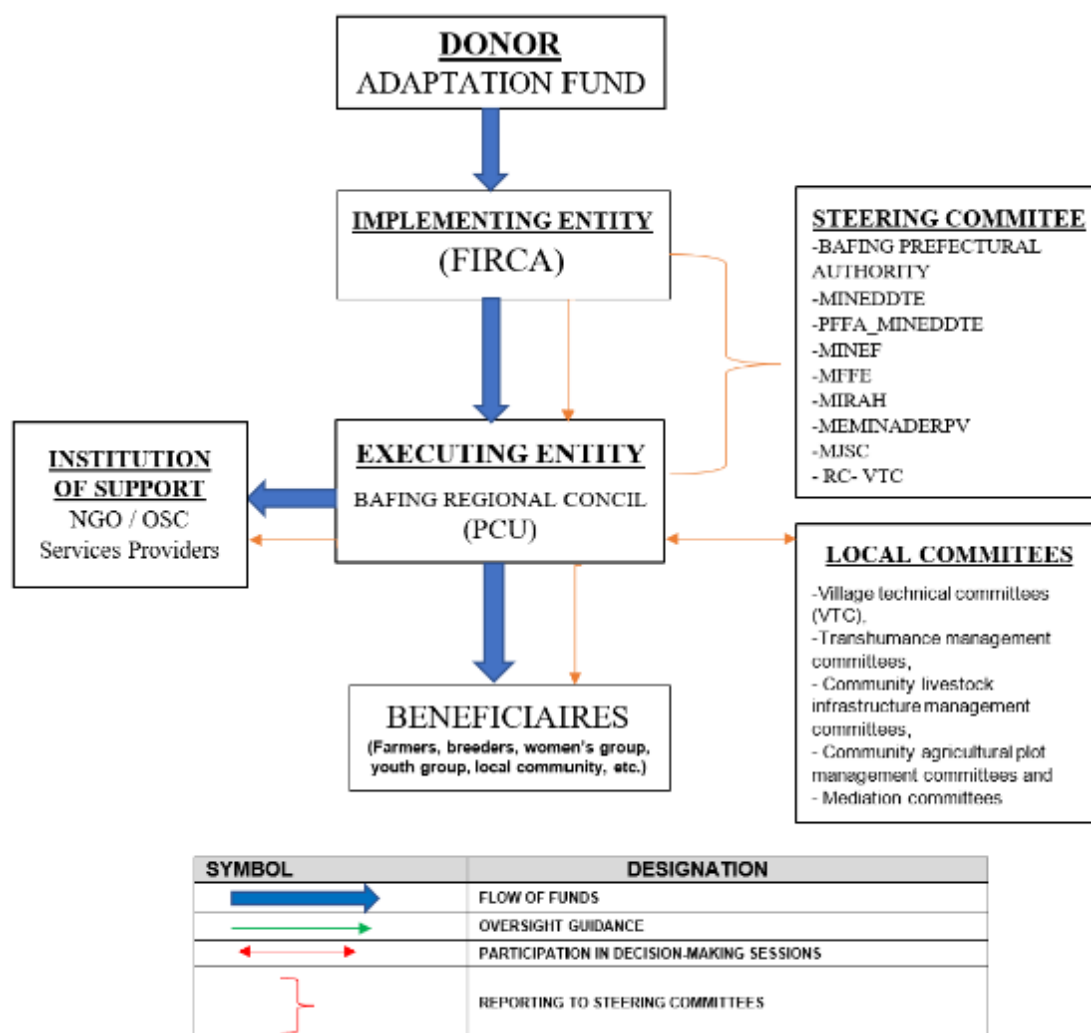 DONOR
ADAPTATION FUND
IMPLEMENTING ENTITY
(FIRCA)
STEERING COMMITEE
-BAFING PREFECTURAL
AUTHORITY
-MINEDDTE
-PFFA_MINEDDTE
-MINEF
-MFFE
-MIRAH
-MEMINADERPV
-MJSC
- RC- VTC
INSTITUTION
OF SUPPORT
NGO / OSC
Services Providers
EXECUTING ENTITY
BAFING REGIONAL CONCIL
(PCU)
LOCAL COMMITEES
-Village technical committees
(VTC),
-Transhumance management
committees,
- Community livestock
infrastructure management
committees,
- Community agricultural plot
management committees and
- Mediation committees
BENEFICIAIRES
(Farmers, breeders, women's group,
youth group, local community, etc.)
SYMBOL DESIGNATION
FLOW OF FUNDS
OVERSIGHT GUIDANCE
PARTICIPATION IN DECISION-MAKING SESSIONS
REPORTING TO STEERING COMMITTEES